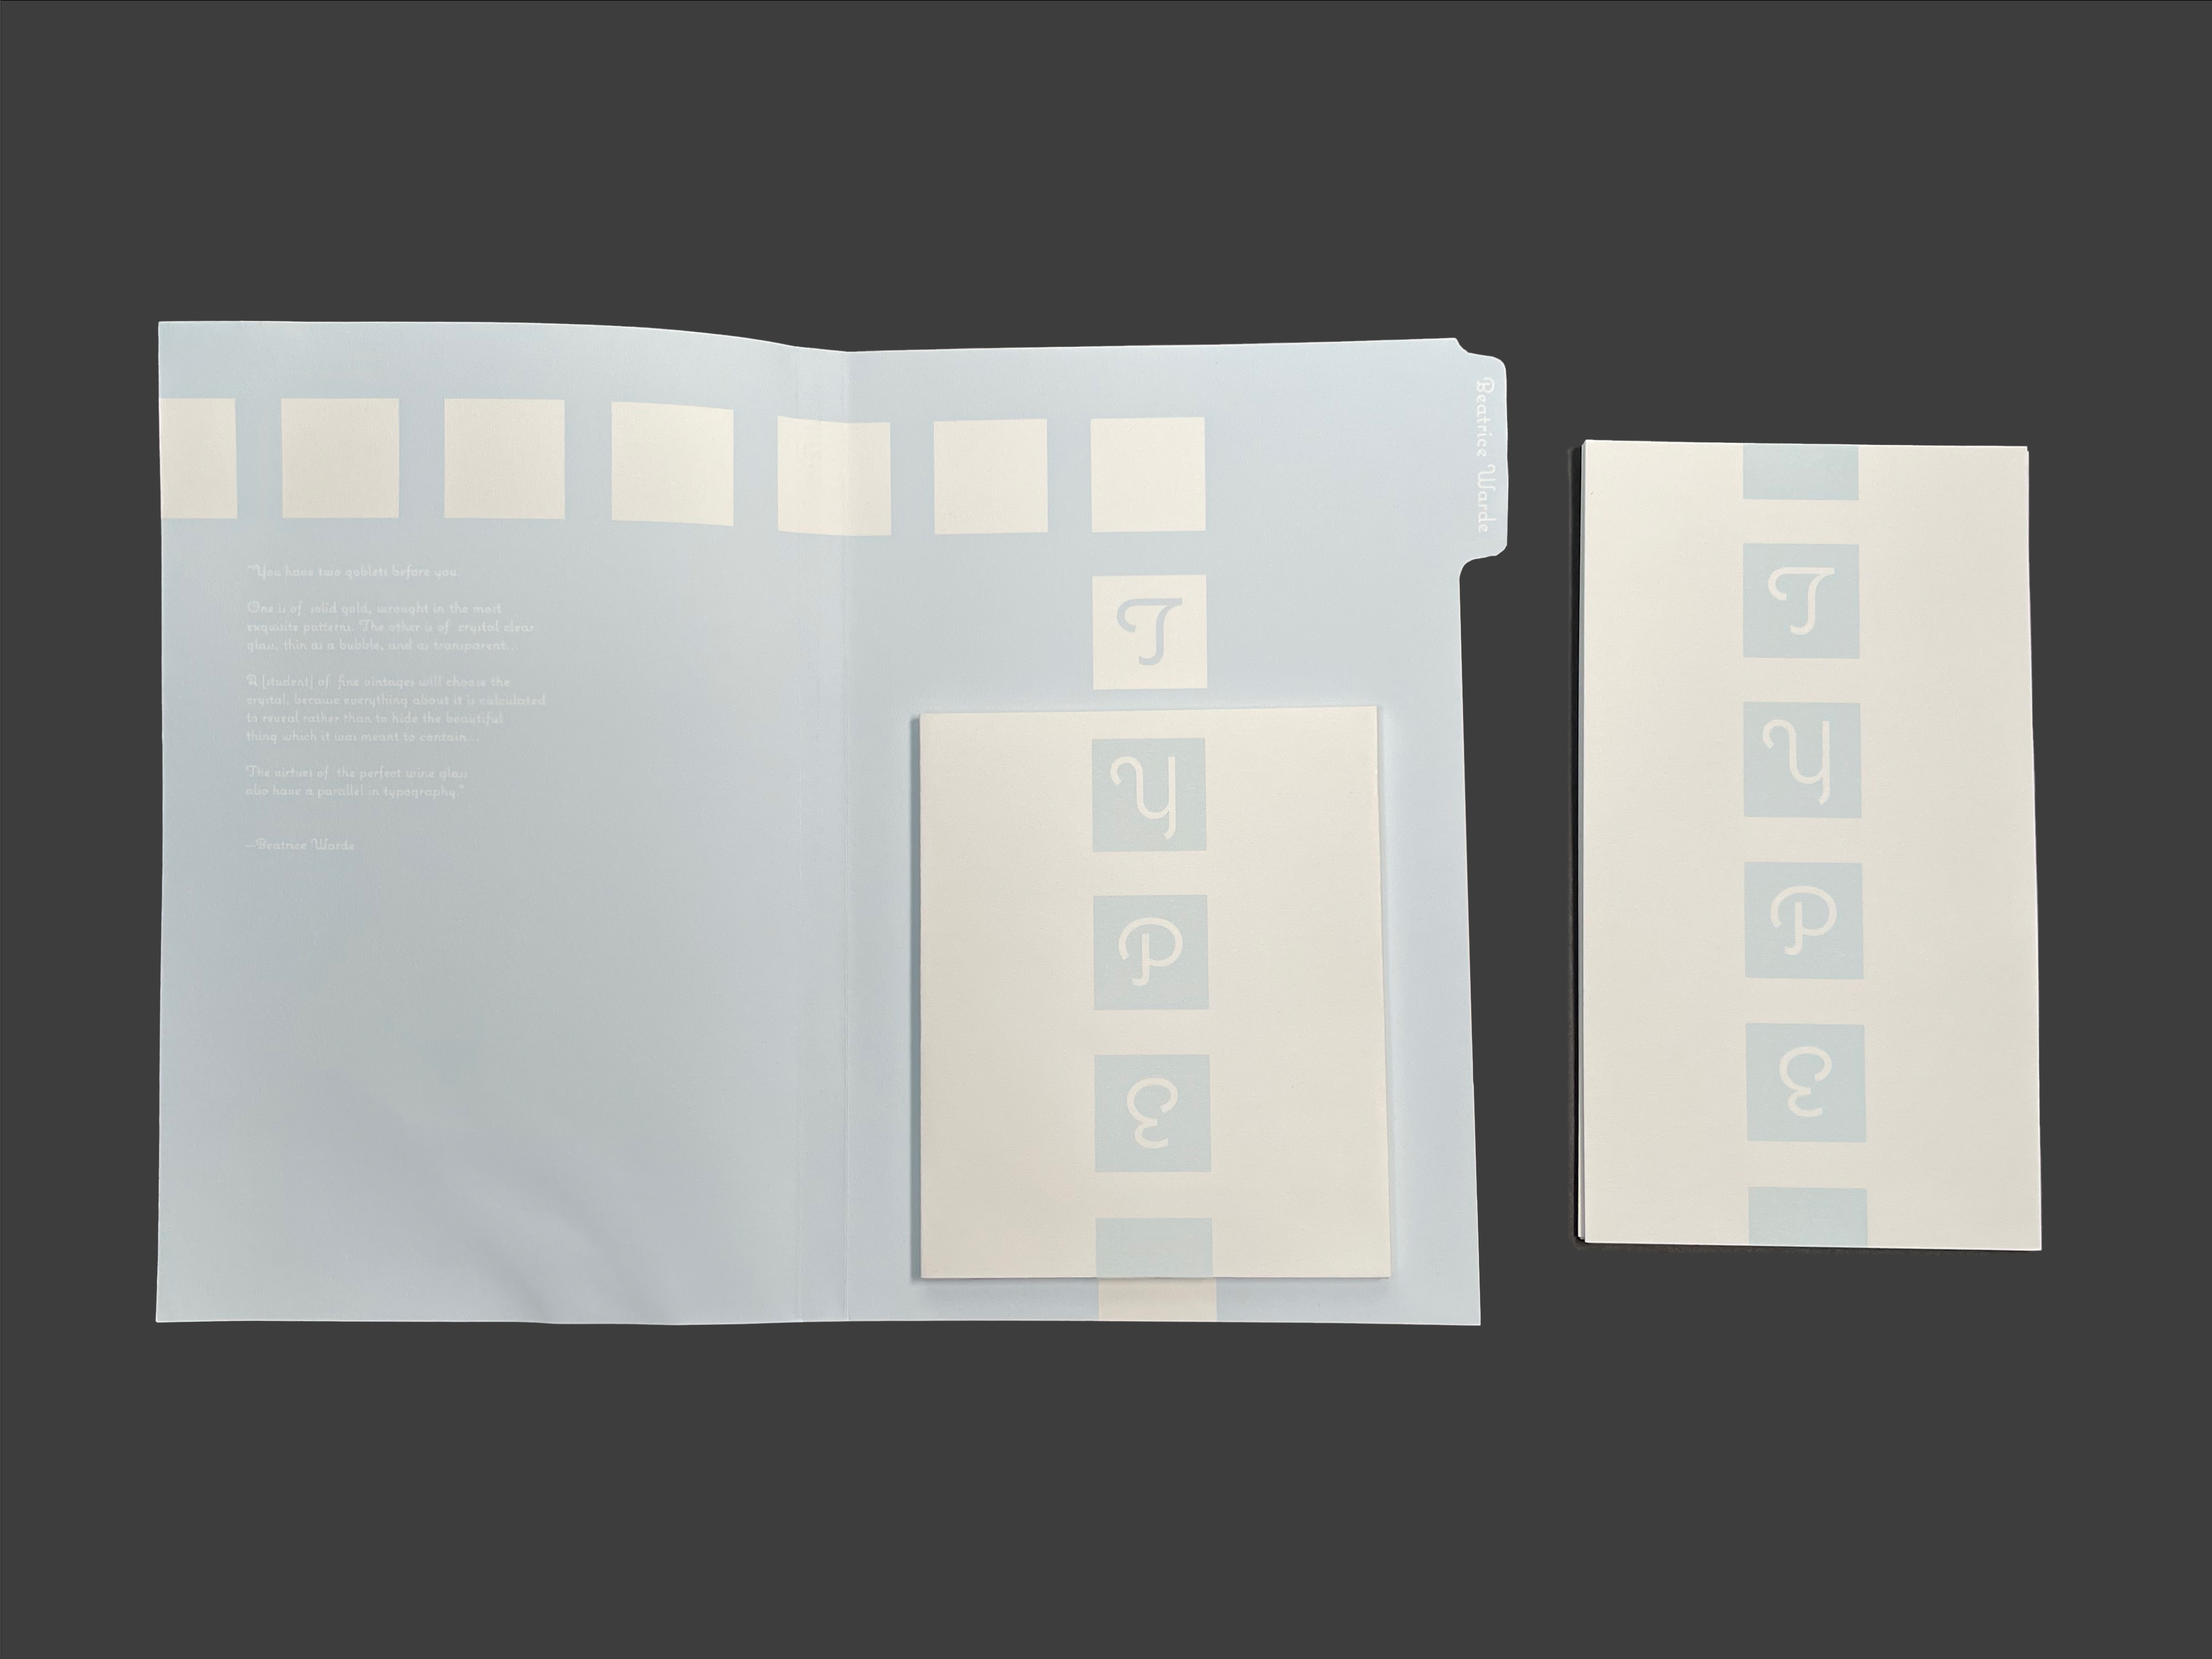 "You have two goblets before you.
One is of solid gold, wrought in the most
exquisite patterns. The other is of crystal clear
glass, thin as a bubble, and as transparent...
A [student] of fine vintages will choose the
crystal, because everything about it is calculated
to reveal rather than to hide the beautiful
thing which it was meant to contain...
The virtues of the perfect wine glass
also have a parallel in typography."
—Beatrice Warde
Beatrice Warde
T
Y
P
E
T
Y
P
E